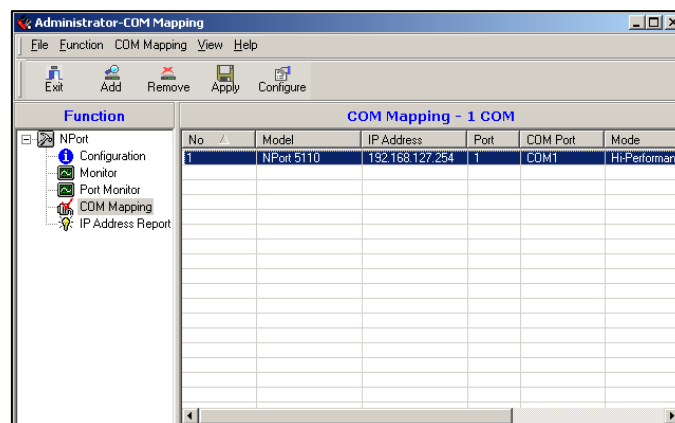 Administrator-COM Mapping
File Function COM Mapping View Help
Exit Add Remove Apply Configure
Function
COM Mapping - 1 COM
NPort
Configuration
Monitor
Port Monitor
COM Mapping
IP Address Report
No Model IP Address Port COM Port Mode
1 NPort 5110 192.168.127.254 1 COM1 Hi-Performan